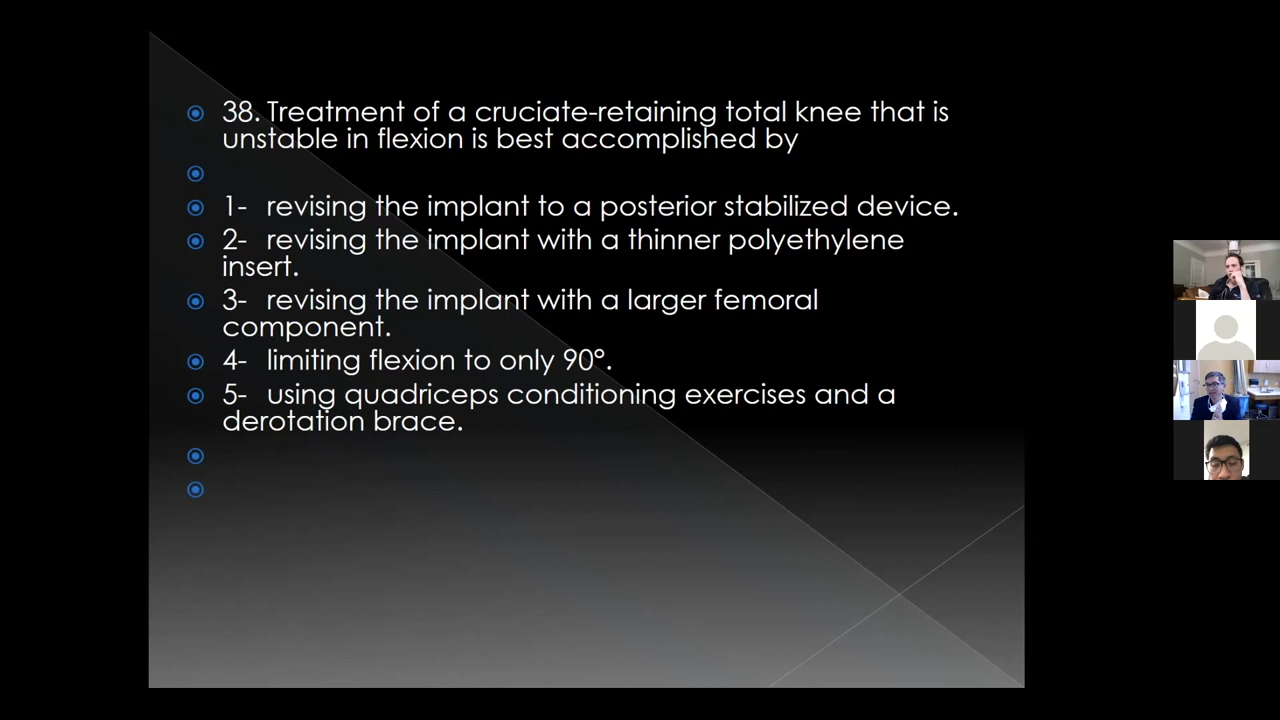 38. Treatment of a cruciate-retaining total knee that is
unstable in flexion is best accomplished by
1- revising the implant to a posterior stabilized device.
2- revising the implant with a thinner polyethylene
insert.
3- revising the implant with a larger femoral
component.
4- limiting flexion to only 90°.
5- using quadriceps conditioning exercises and a
derotation brace.